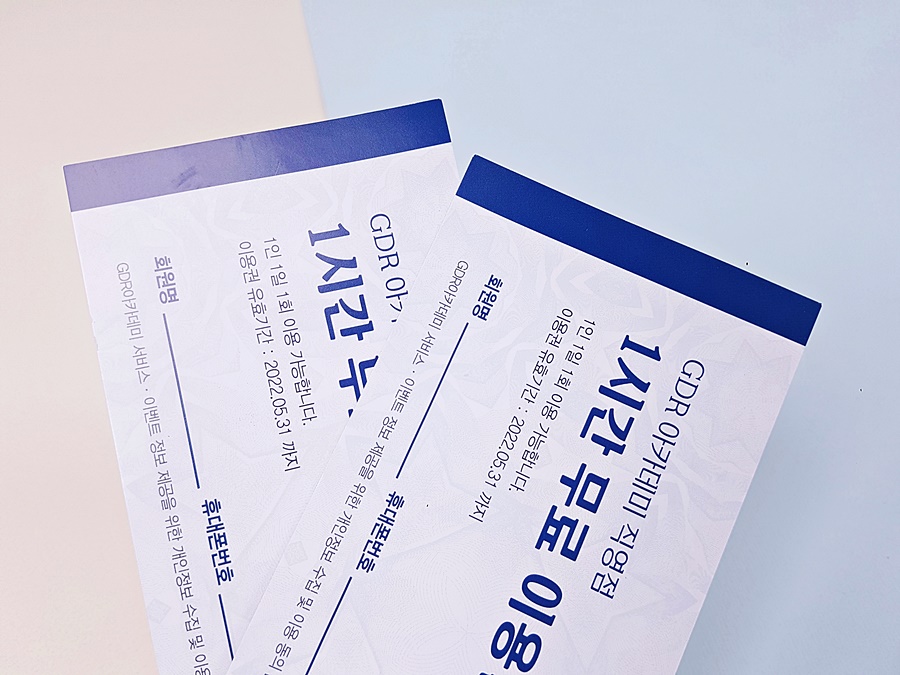 GDR 아카데미 직영점
1시간 무료 이용
1인 1일 1회 이용 가능합니다.
이용권 유효기간 : 2022.05.31 까지
회원명
휴대폰번호
GDR아카데미 서비스 · 이벤트 정보 제공을 위한 개인정보 수집 및 이용 동의
GDR 아
1시간
1인 1일 1회 이용 가능합니다.
이용권 유효기간 : 2022.05.31 까지
회원명
휴대폰번호
GDR아카데미 서비스 · 이벤트 정보 제공을 위한 개인정보 수집 및 이용